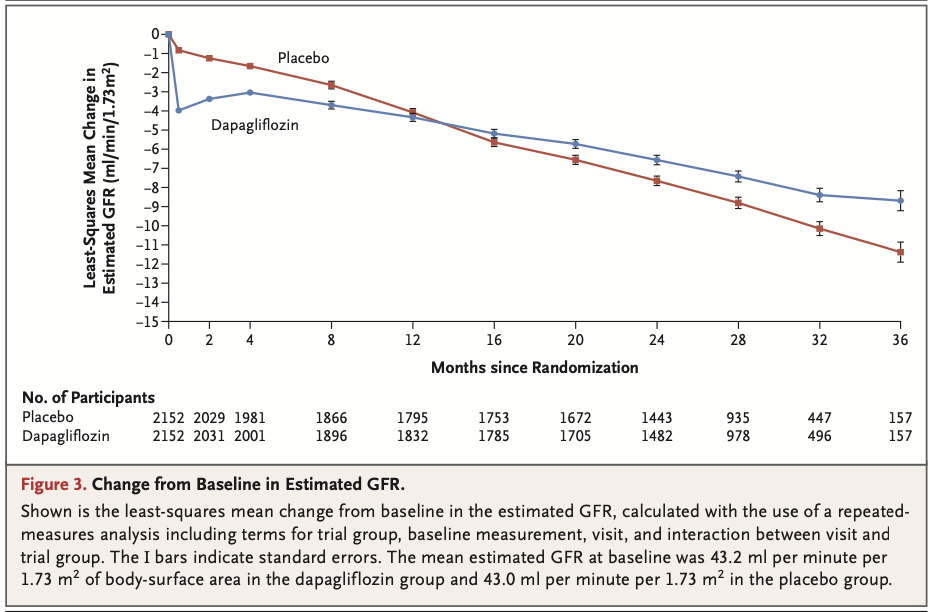 0
−1
−2
−3
−4
−5
−6
−7
−8
−9
−10
−11
−12
−13
−14
−15
Least-Squares Mean Change in
Estimated GFR (ml/min/1.73m²)
Placebo
Dapagliflozin
0 2 4 8 12 16 20 24 28 32 36
Months since Randomization
No. of Participants
Placebo 2152 2029 1981 1866 1795 1753 1672 1443 935 447 157
Dapagliflozin 2152 2031 2001 1896 1832 1785 1705 1482 978 496 157
Figure 3. Change from Baseline in Estimated GFR.
Shown is the least-squares mean change from baseline in the estimated GFR, calculated with the use of a repeated-
measures analysis including terms for trial group, baseline measurement, visit, and interaction between visit and
trial group. The I bars indicate standard errors. The mean estimated GFR at baseline was 43.2 ml per minute per
1.73 m² of body-surface area in the dapagliflozin group and 43.0 ml per minute per 1.73 m² in the placebo group.